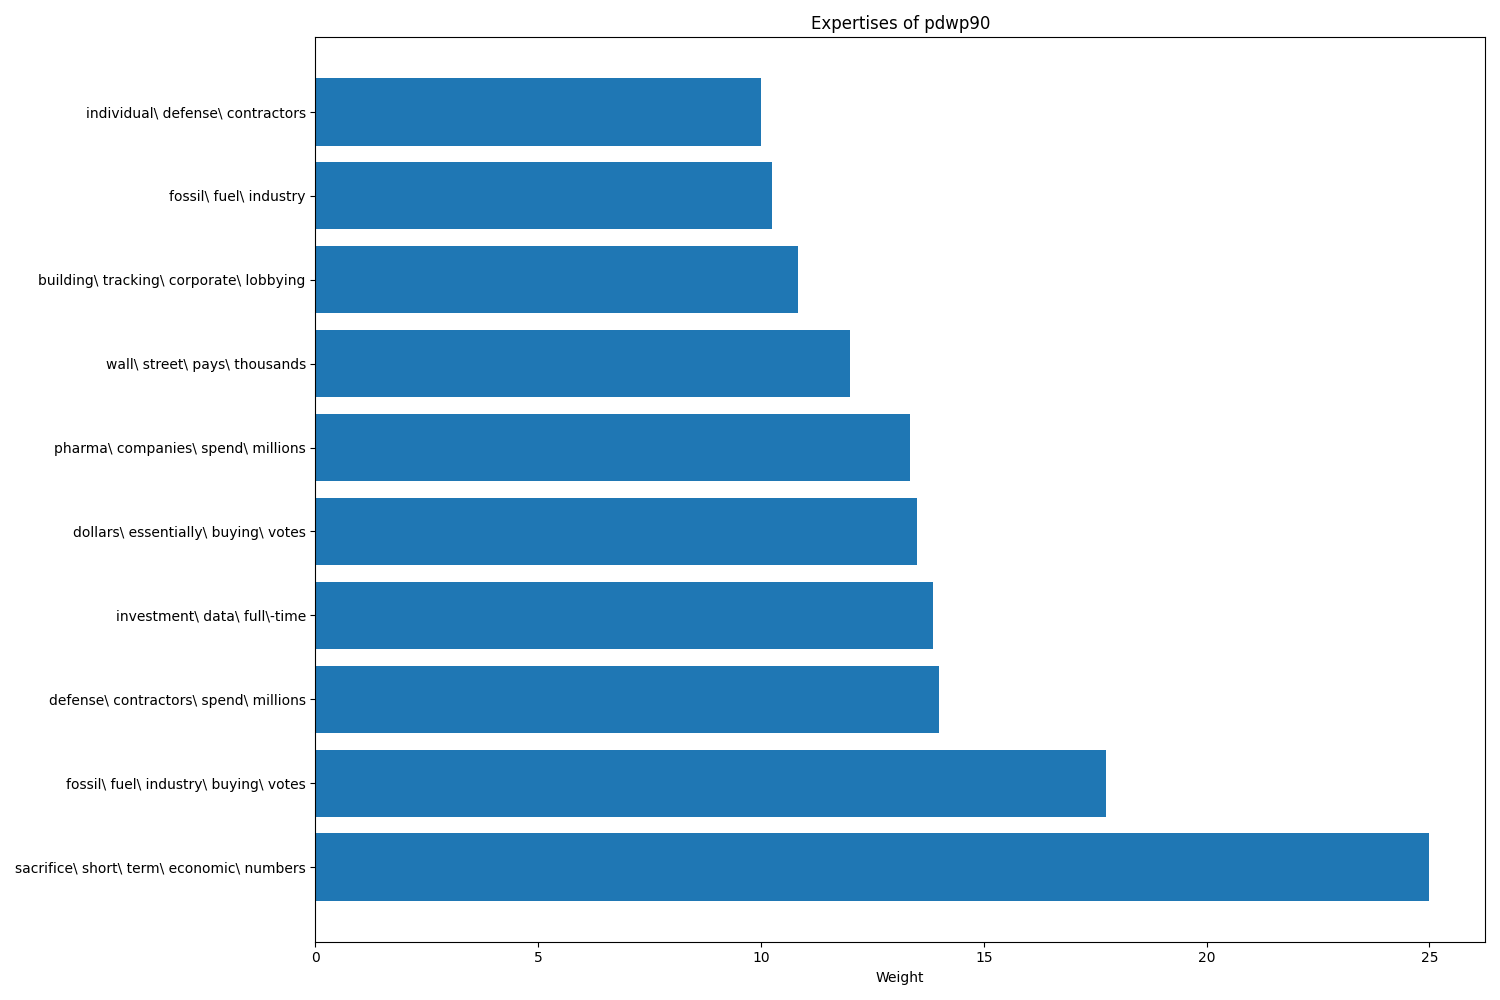 Expertises of pdwp90
individual\ defense\ contractors
fossil\ fuel\ industry
building\ tracking\ corporate\ lobbying
wall\ street\ pays\ thousands
pharma\ companies\ spend\ millions
dollars\ essentially\ buying\ votes
investment\ data\ full\-time
defense\ contractors\ spend\ millions
fossil\ fuel\ industry\ buying\ votes
sacrifice\ short\ term\ economic\ numbers
0 5 10 15 20 25
Weight